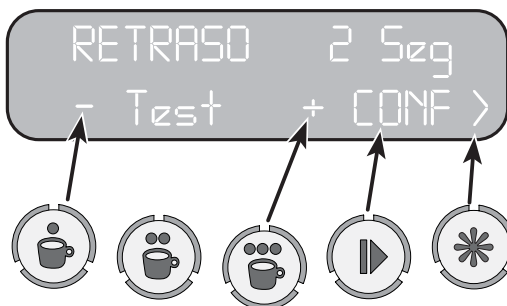 RETRASO 2 Seg
- Test + CONF >